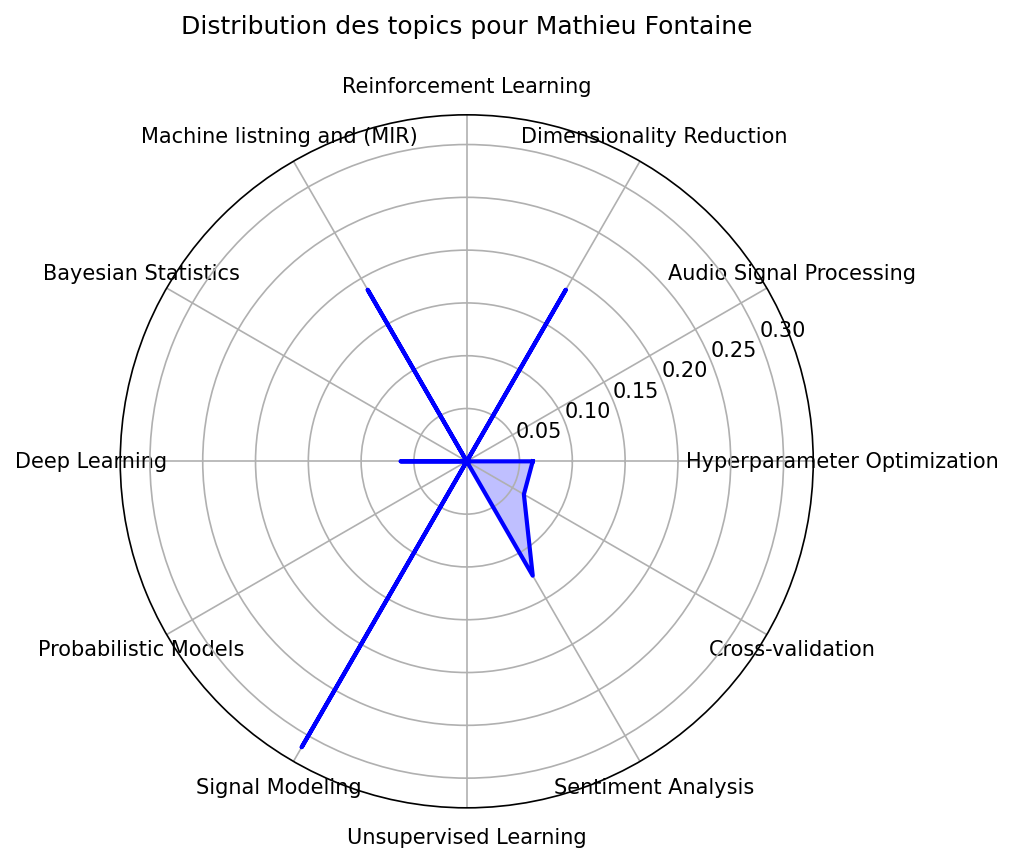 Distribution des topics pour Mathieu Fontaine
Reinforcement Learning
Machine listning and (MIR)
Dimensionality Reduction
Bayesian Statistics
Audio Signal Processing
0.30
0.25
0.20
0.15
0.10
0.05
Deep Learning
Hyperparameter Optimization
Probabilistic Models
Cross-validation
Signal Modeling
Sentiment Analysis
Unsupervised Learning